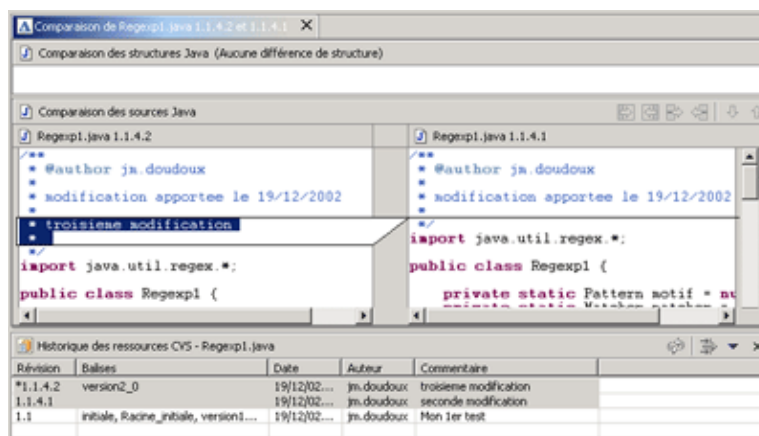 Comparaison de Regexp1.java 1.1.4.2 et 1.1.4.1
Comparaison des structures Java (Aucune différence de structure)
Comparaison des sources Java
Regexp1.java 1.1.4.2
/**
* @author jm.doudoux
*
* modification apportee le 19/12/2002
*
* troisieme modification
*
*/
import java.util.regex.*;
public class Regexp1 {
Regexp1.java 1.1.4.1
/**
* @author jm.doudoux
*
* modification apportee le 19/12/2002
*
*/
import java.util.regex.*;
public class Regexp1 {
private static Pattern motif = nu
private static Matcher matcher =
Historique des ressources CVS - Regexp1.java
Révision Balises Date Auteur Commentaire
*1.1.4.2 version2_0 19/12/02... jm.doudoux troisieme modification
1.1.4.1 19/12/02... jm.doudoux seconde modification
1.1 initiale, Racine_initiale, version1.... 19/12/02... jm.doudoux Mon 1er test